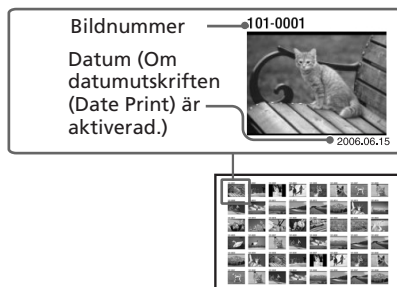 Bildnummer
101-0001
Datum (Om
datumutskriften
(Date Print) är
aktiverad.)
2006.06.15